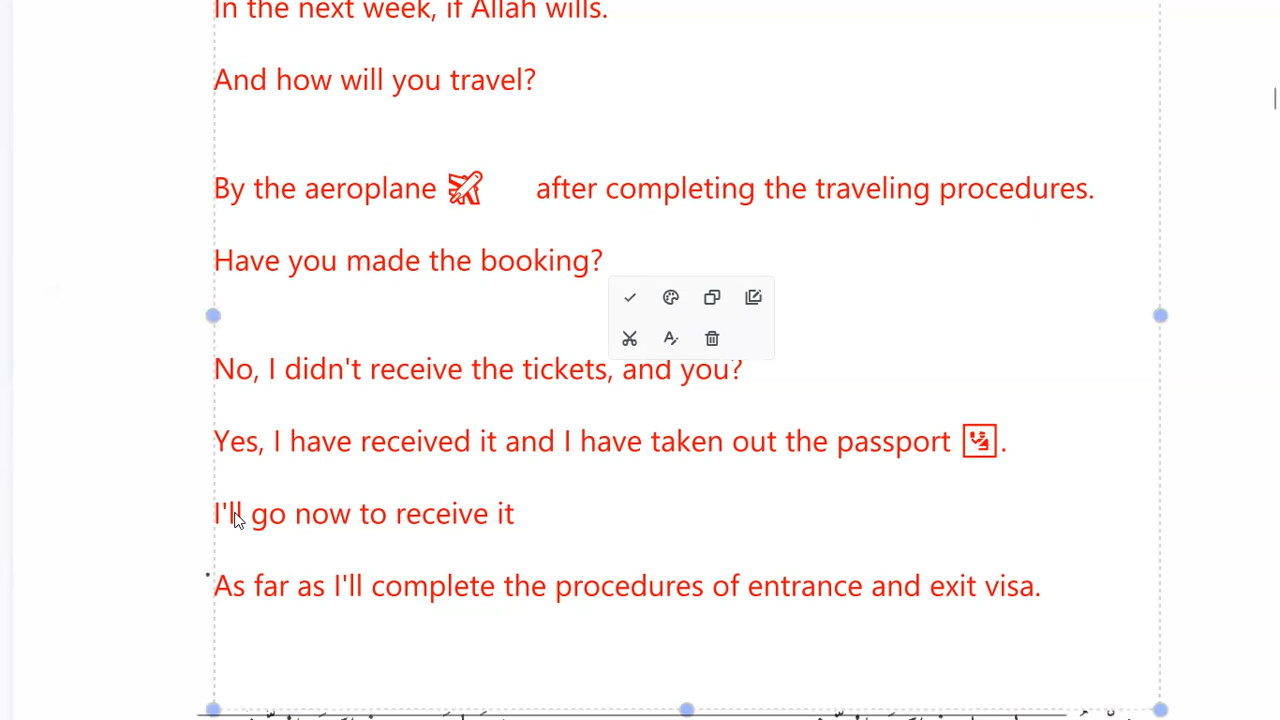 In the next week, if Allah wills.
And how will you travel?
By the aeroplane after completing the traveling procedures.
Have you made the booking?
No, I didn't receive the tickets, and you?
Yes, I have received it and I have taken out the passport .
I'll go now to receive it
As far as I'll complete the procedures of entrance and exit visa.